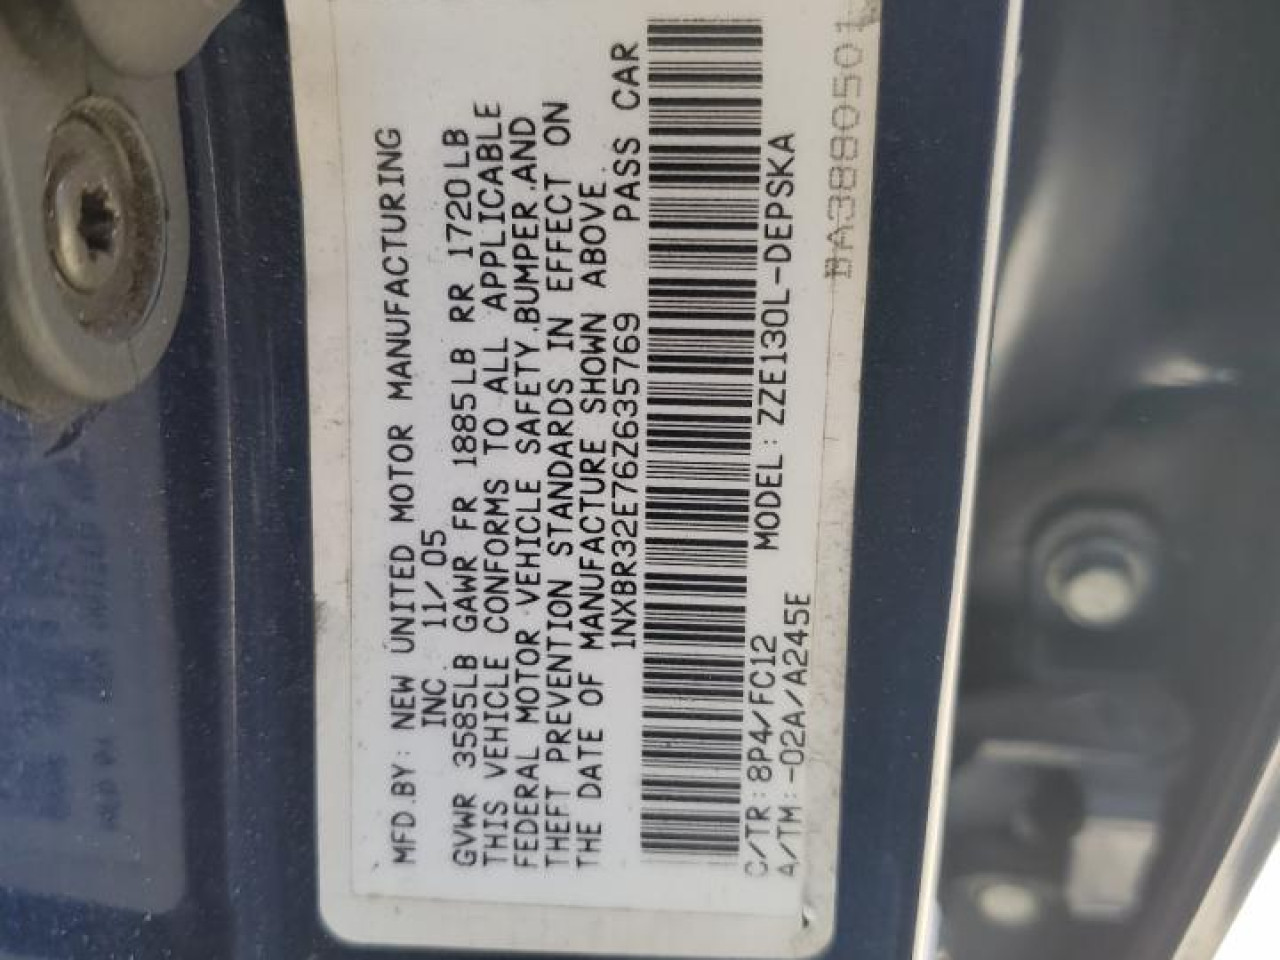 MFD.BY: NEW UNITED MOTOR MANUFACTURING
INC. 11/05
GVWR 3585LB GAWR FR 1885LB RR 1720LB
THIS VEHICLE CONFORMS TO ALL APPLICABLE
FEDERAL MOTOR VEHICLE SAFETY,BUMPER,AND
THEFT PREVENTION STANDARDS IN EFFECT ON
THE DATE OF MANUFACTURE SHOWN ABOVE.
1NXBR32E76Z635769 PASS CAR
C/TR:8P4/FC12 MODEL:ZZE130L-DEPSKA
A/TM:-02A/A245E
BA3880501